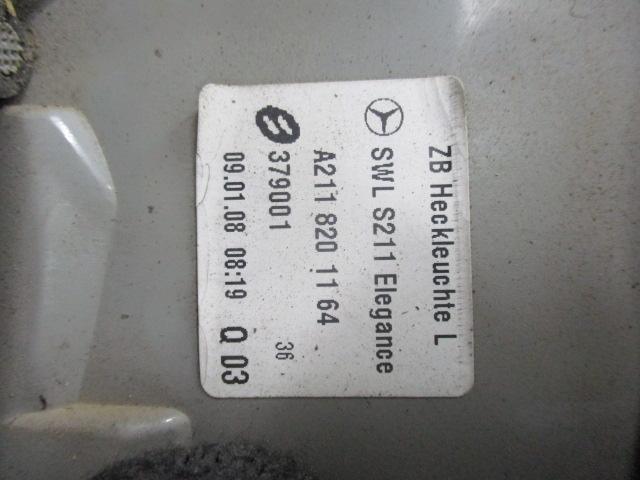 ZB Heckleuchte L
SWL S211 Elegance
A211 820 11 64
379001 36
09.01.08 08:19 Q 03